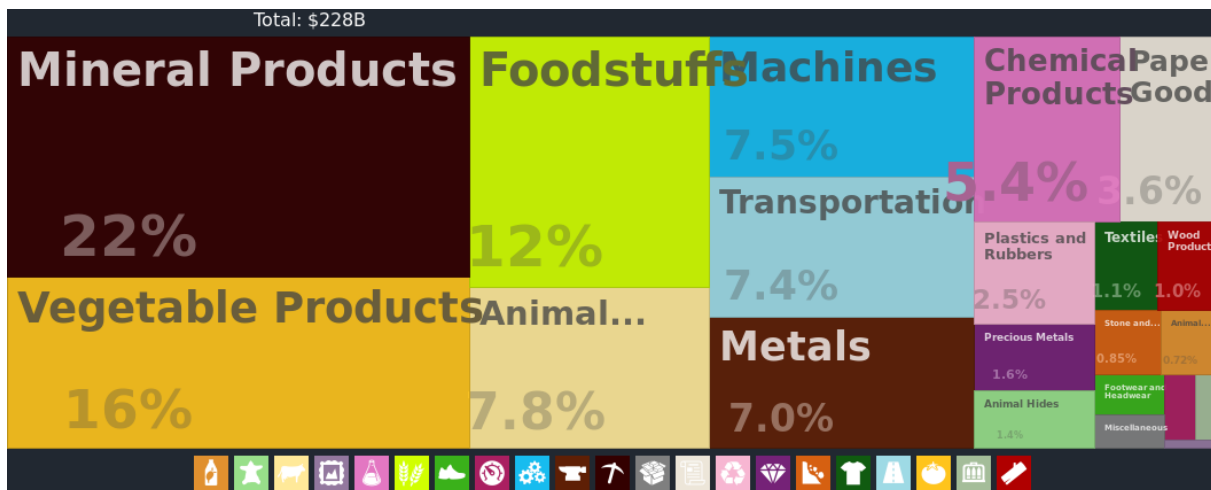 Total: $228B
Mineral Products
22%
Vegetable Products
16%
Foodstuffs
12%
Animal...
7.8%
Machines
7.5%
Transportation
7.4%
Metals
7.0%
Chemical
Products
5.4%
Pape
Good
3.6%
Plastics and
Rubbers
2.5%
Precious Metals
1.6%
Animal Hides
1.4%
Textiles
1.1%
Wood
Product
1.0%
Stone and...
0.85%
Animal...
0.72%
Footwear and
Headwear
Miscellaneous